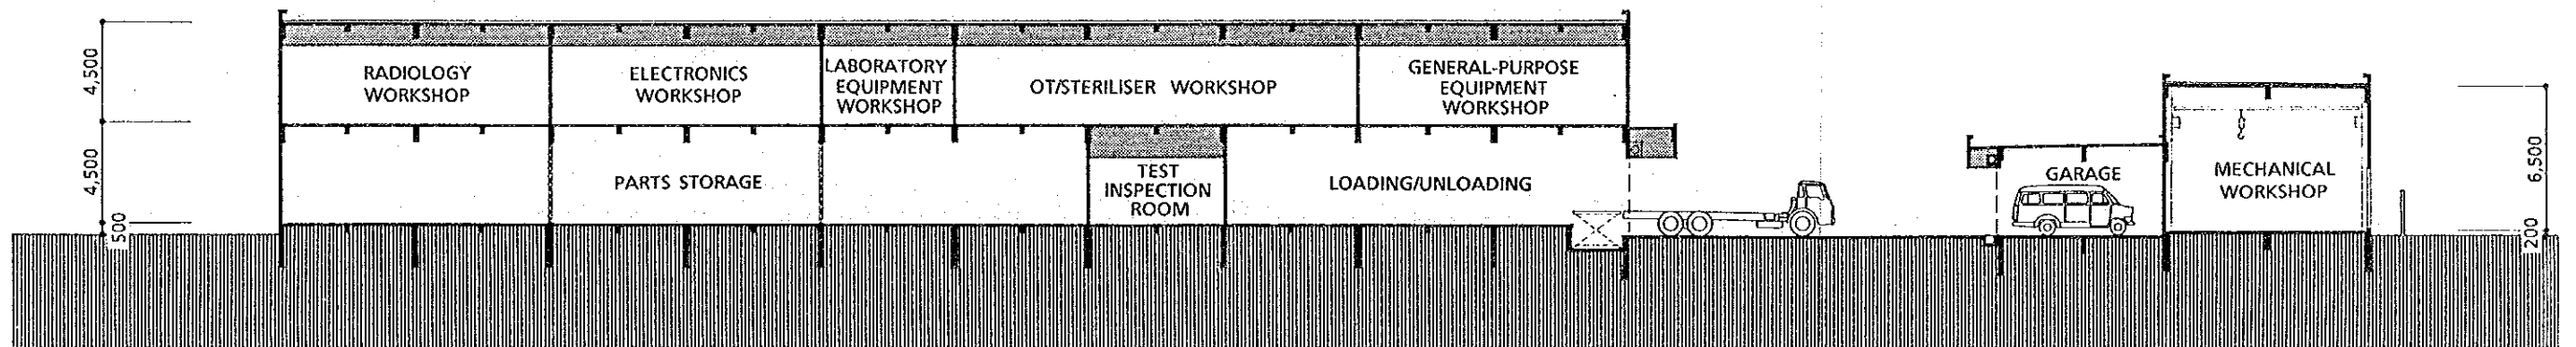 4,500
RADIOLOGY
WORKSHOP
ELECTRONICS
WORKSHOP
LABORATORY
EQUIPMENT
WORKSHOP
OT/STERILISER WORKSHOP
GENERAL-PURPOSE
EQUIPMENT
WORKSHOP
4,500
PARTS STORAGE
TEST
INSPECTION
ROOM
LOADING/UNLOADING
GARAGE
MECHANICAL
WORKSHOP
6,500
500
200